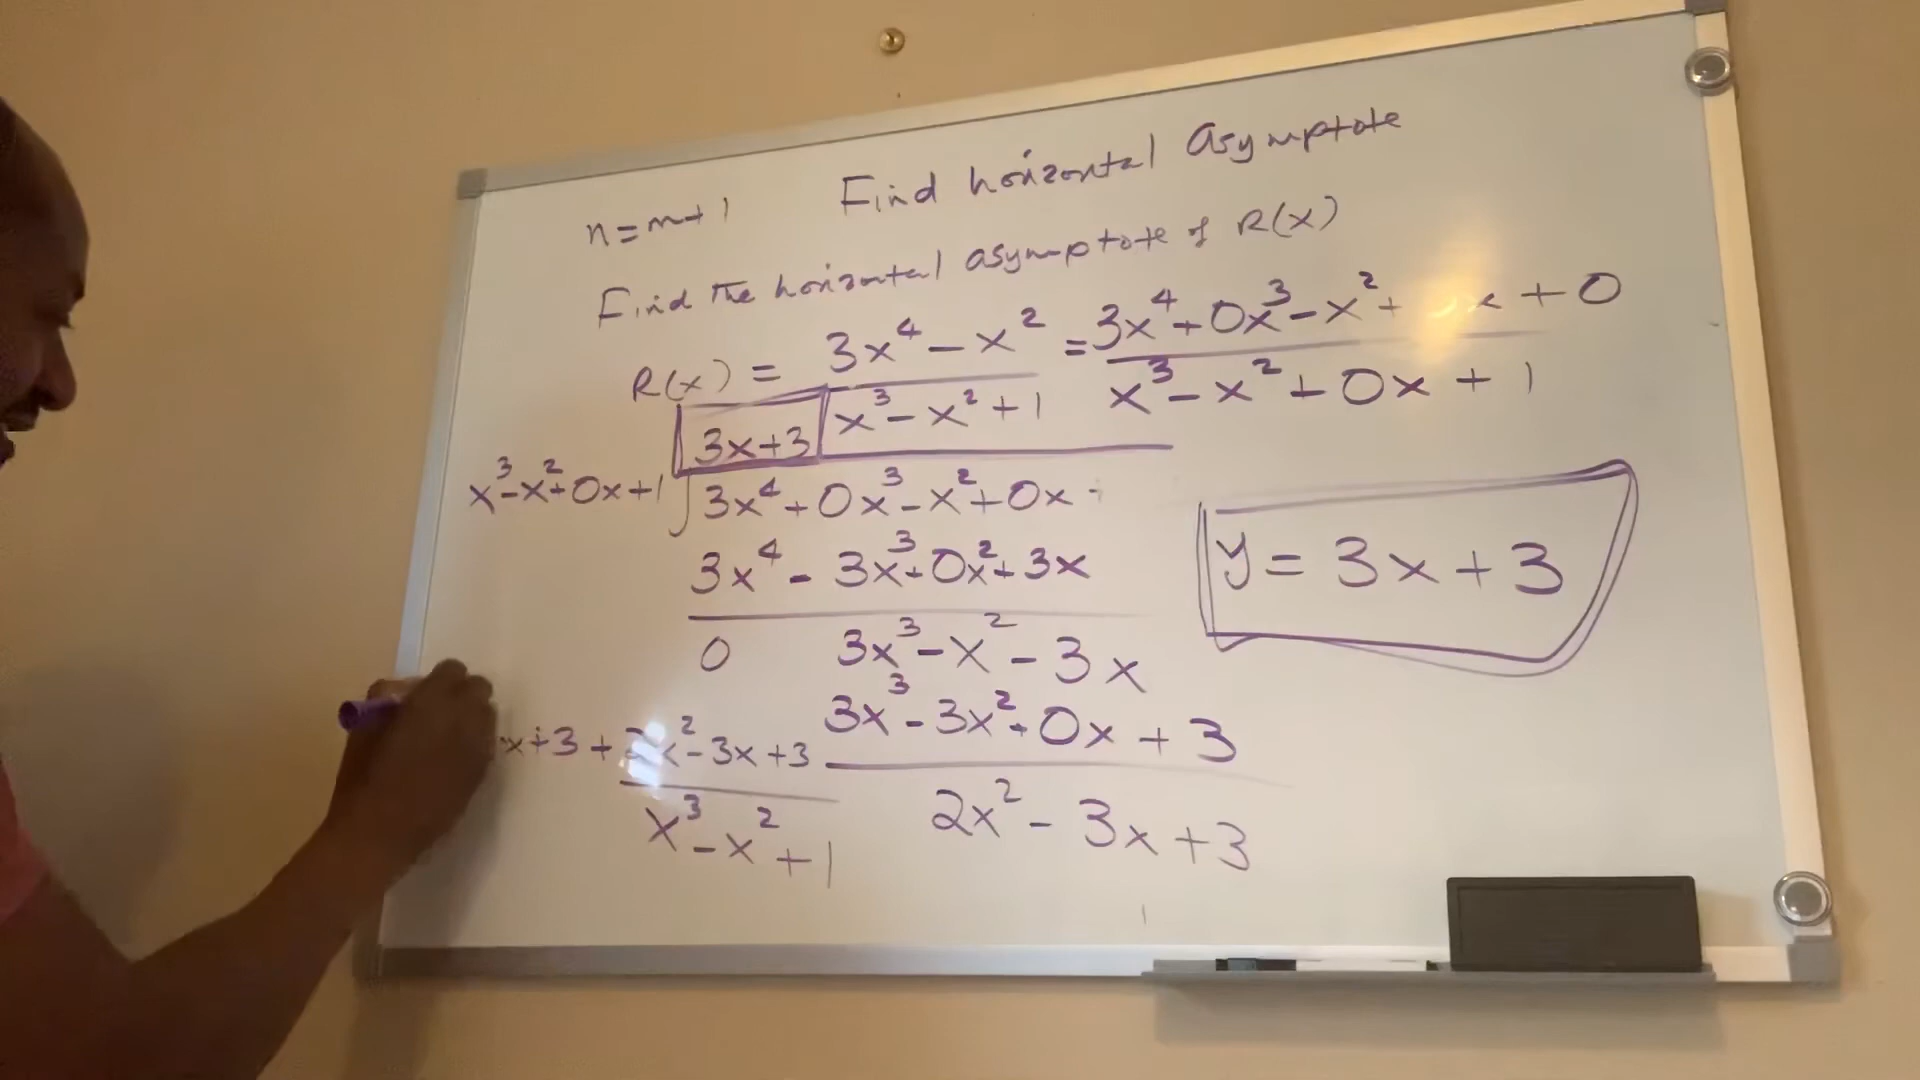 Find horizontal Asymptote
n=m+1
Find the horizontal asymptote of R(x)
R(x) = 3x⁴ - x² / x³ - x² + 1 = 3x⁴ + 0x³ - x² + x + 0 / x³ - x² + 0x + 1
3x+3
x³-x²+0x+1 3x⁴ + 0x³ - x² + 0x
3x⁴ - 3x³ + 0x² + 3x
0 3x³ - x² - 3x
3x³ - 3x² + 0x + 3
2x² - 3x + 3
x+3 + 2x² - 3x + 3 / x³ - x² + 1
y = 3x + 3